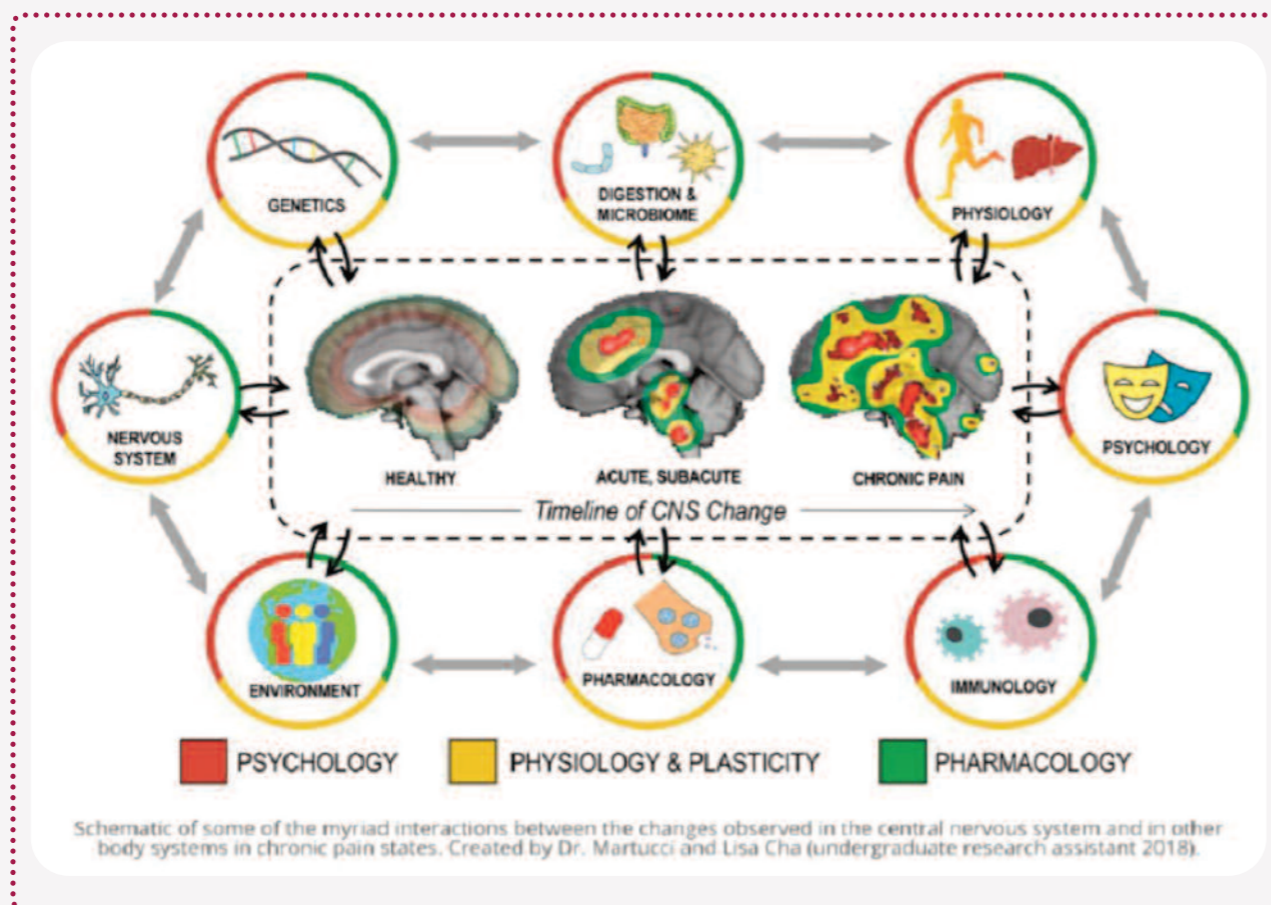 GENETICS
DIGESTION &
MICROBIOME
PHYSIOLOGY
NERVOUS
SYSTEM
HEALTHY
ACUTE, SUBACUTE
CHRONIC PAIN
PSYCHOLOGY
Timeline of CNS Change
ENVIRONMENT
PHARMACOLOGY
IMMUNOLOGY
PSYCHOLOGY
PHYSIOLOGY & PLASTICITY
PHARMACOLOGY
Schematic of some of the myriad interactions between the changes observed in the central nervous system and in other
body systems in chronic pain states. Created by Dr. Martucci and Lisa Cha (undergraduate research assistant 2018).